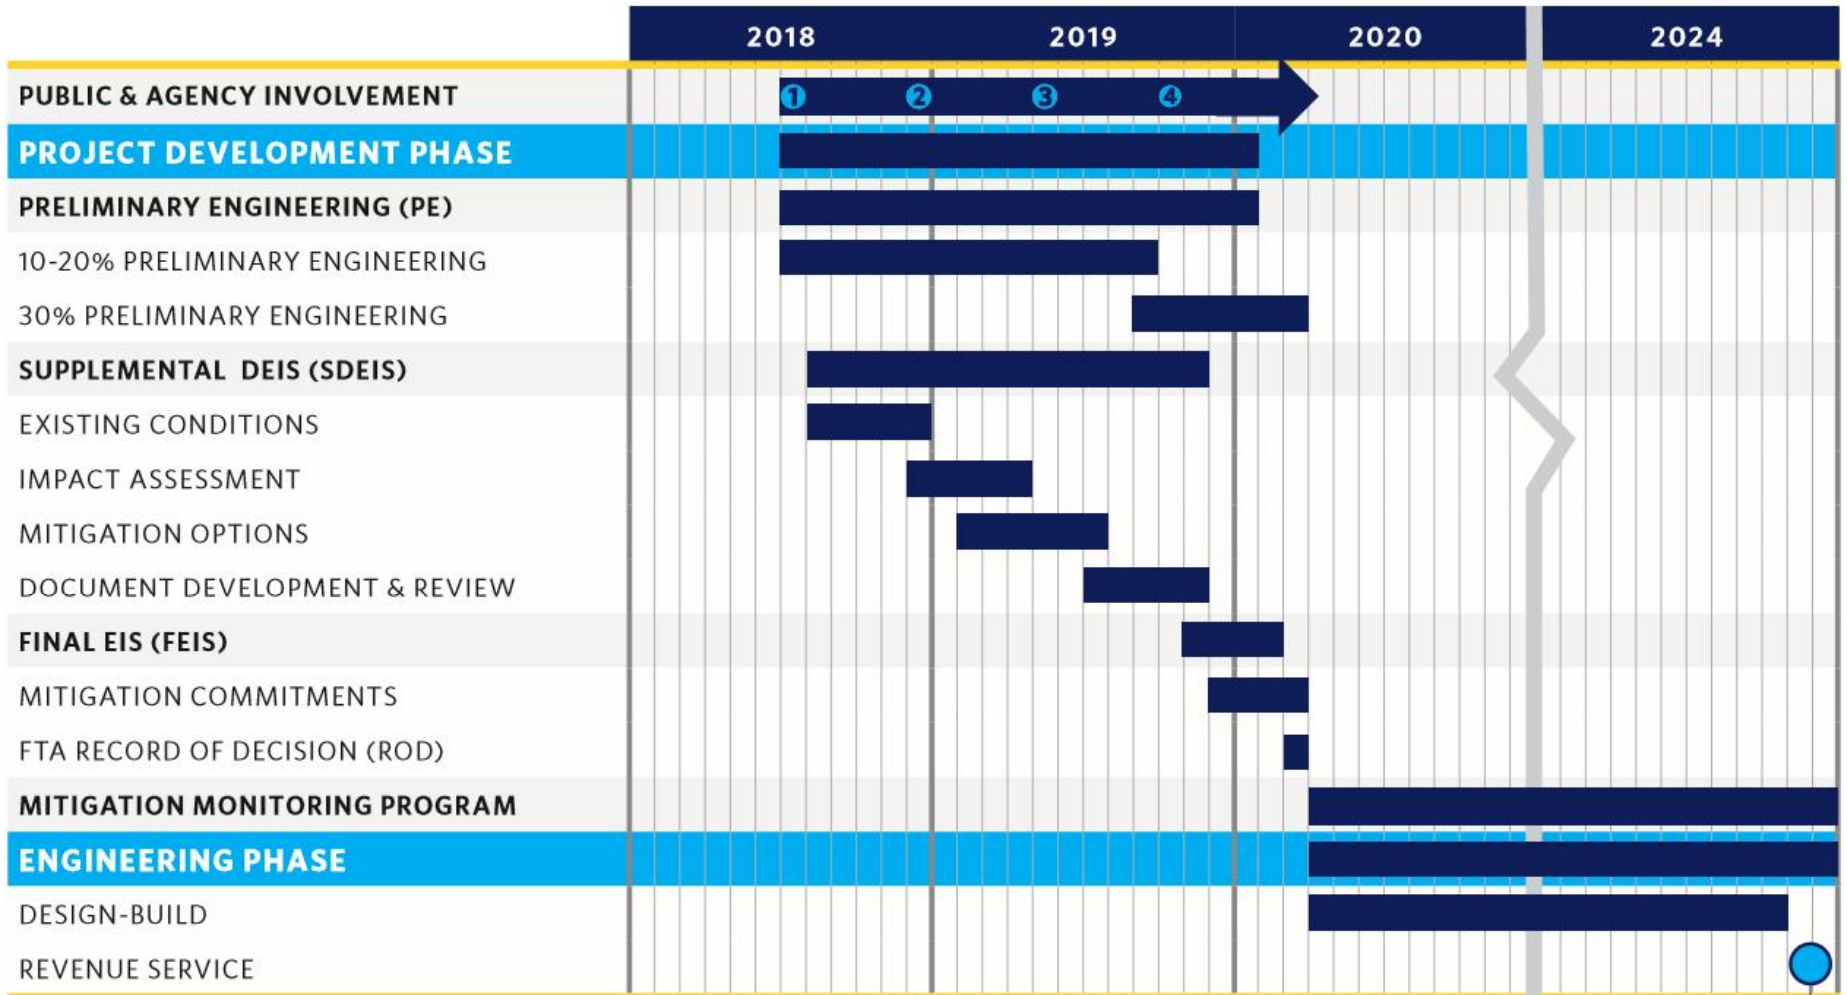 2018 2019 2020 2024
PUBLIC & AGENCY INVOLVEMENT 1 2 3 4
PROJECT DEVELOPMENT PHASE
PRELIMINARY ENGINEERING (PE)
10-20% PRELIMINARY ENGINEERING
30% PRELIMINARY ENGINEERING
SUPPLEMENTAL DEIS (SDEIS)
EXISTING CONDITIONS
IMPACT ASSESSMENT
MITIGATION OPTIONS
DOCUMENT DEVELOPMENT & REVIEW
FINAL EIS (FEIS)
MITIGATION COMMITMENTS
FTA RECORD OF DECISION (ROD)
MITIGATION MONITORING PROGRAM
ENGINEERING PHASE
DESIGN-BUILD
REVENUE SERVICE